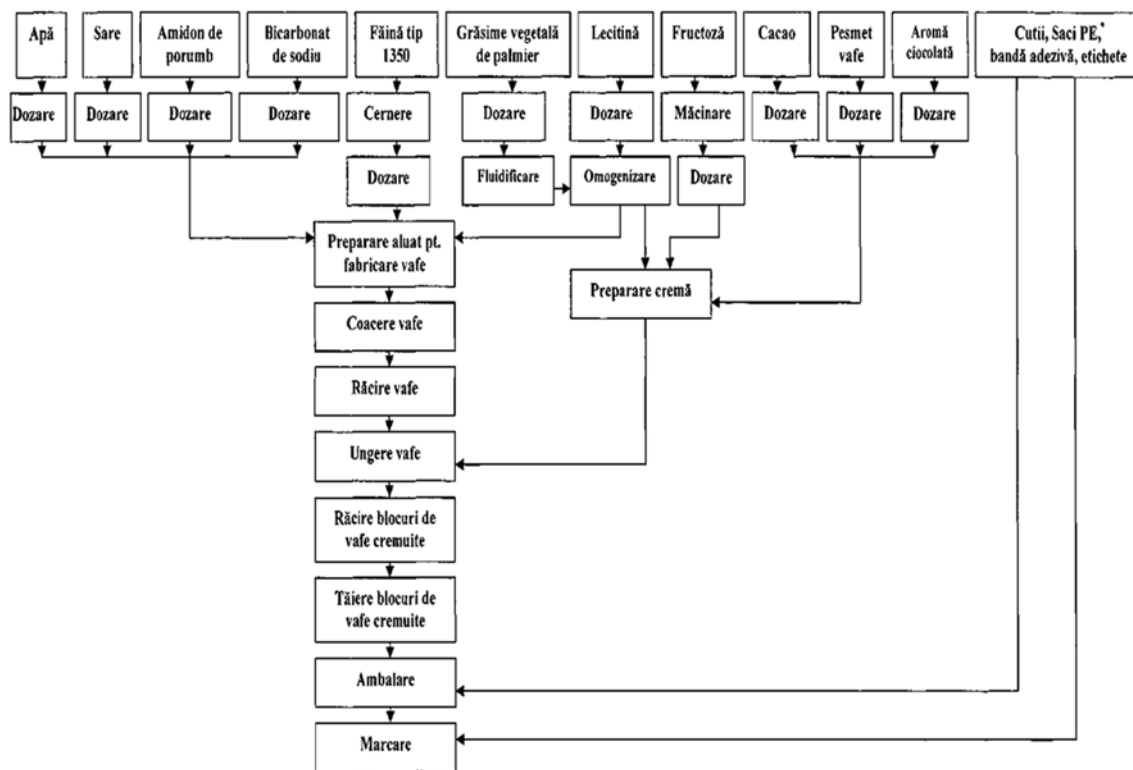 Apă
Sare
Amidon de
porumb
Bicarbonat
de sodiu
Făină tip
1350
Grăsime vegetală
de palmier
Lecitină
Fructoză
Cacao
Pesmet
vafe
Aromă
ciocolată
Cutii, Saci PE,*
bandă adezivă, etichete
Dozare
Dozare
Dozare
Dozare
Cernere
Dozare
Dozare
Măcinare
Dozare
Dozare
Dozare
Dozare
Fluidificare
Omogenizare
Dozare
Preparare aluat pt.
fabricare vafe
Preparare cremă
Coacere vafe
Răcire vafe
Ungere vafe
Răcire blocuri de
vafe cremuite
Tăiere blocuri de
vafe cremuite
Ambalare
Marcare